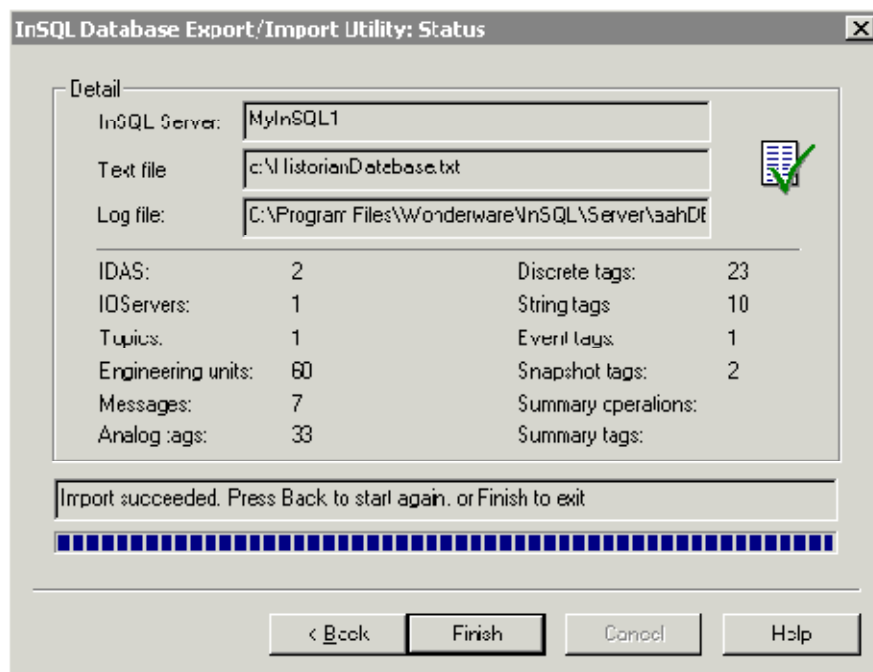 InSQL Database Export/Import Utility: Status
Detail
InSQL Server: MyInSQL1
Text file c:\HistorianDatabase.txt
Log file: C:\Program Files\Wonderware\InSQL\Server\aahDB
IDAS: 2 Discrete tags: 23
IOServers: 1 String tags 10
Topics: 1 Event tags 1
Engineering units: 60 Snapshot tags: 2
Messages: 7 Summary operations:
Analog tags: 33 Summary tags:
Import succeeded. Press Back to start again, or Finish to exit
< Back Finish Cancel Help